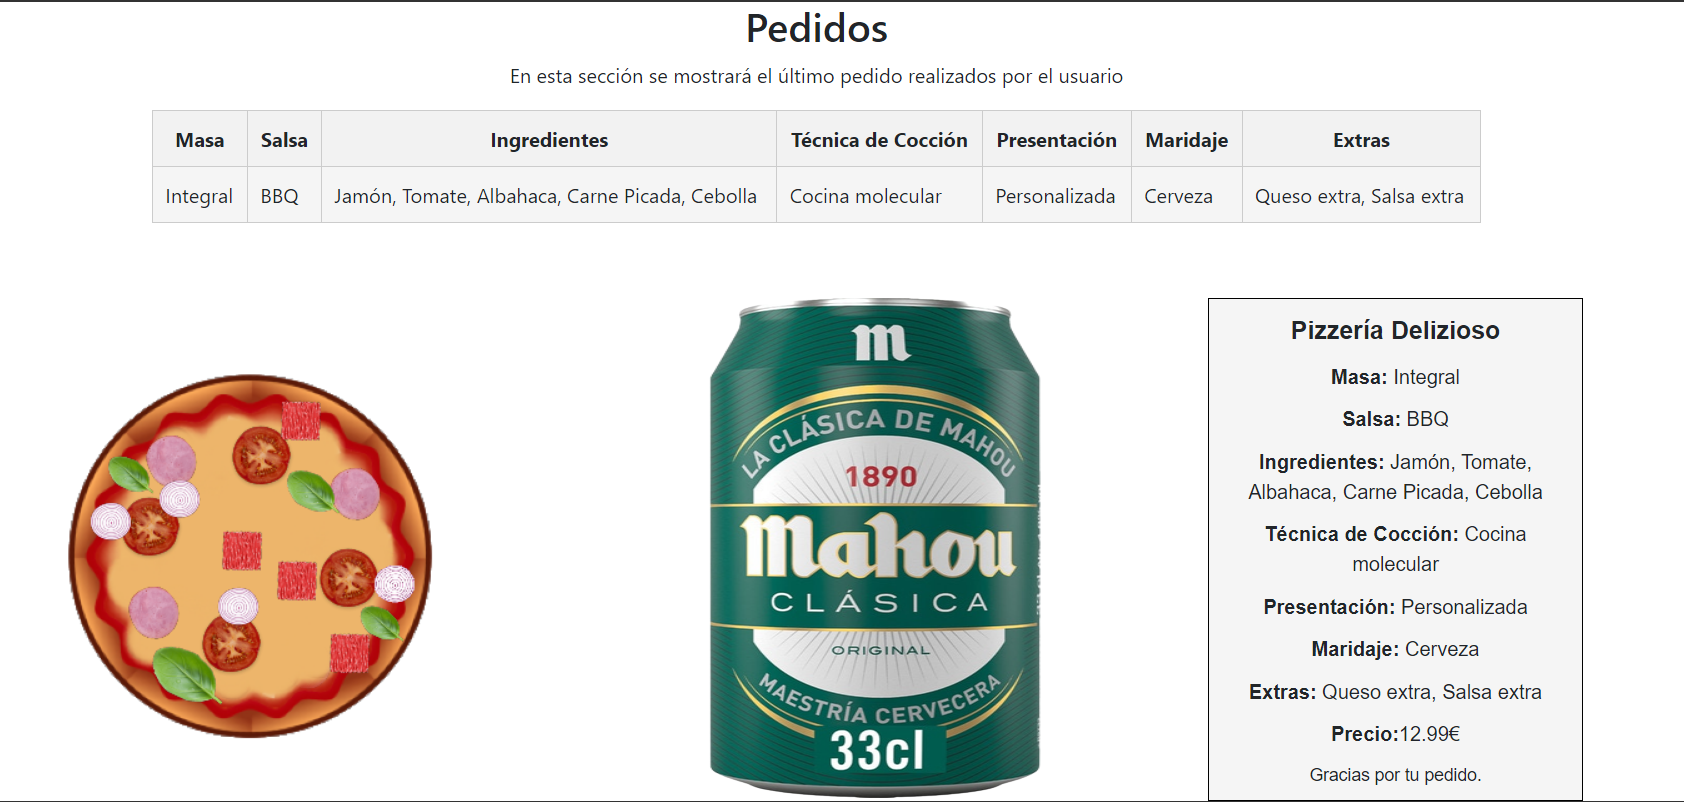 Pedidos
En esta sección se mostrará el último pedido realizados por el usuario
Masa Salsa Ingredientes Técnica de Cocción Presentación Maridaje Extras
Integral BBQ Jamón, Tomate, Albahaca, Carne Picada, Cebolla Cocina molecular Personalizada Cerveza Queso extra, Salsa extra
m
LA CLÁSICA DE MAHOU
1890
Mahou
CLÁSICA
ORIGINAL
MAESTRÍA CERVECERA
33cl
Pizzería Delizioso
Masa: Integral
Salsa: BBQ
Ingredientes: Jamón, Tomate,
Albahaca, Carne Picada, Cebolla
Técnica de Cocción: Cocina
molecular
Presentación: Personalizada
Maridaje: Cerveza
Extras: Queso extra, Salsa extra
Precio:12.99€
Gracias por tu pedido.